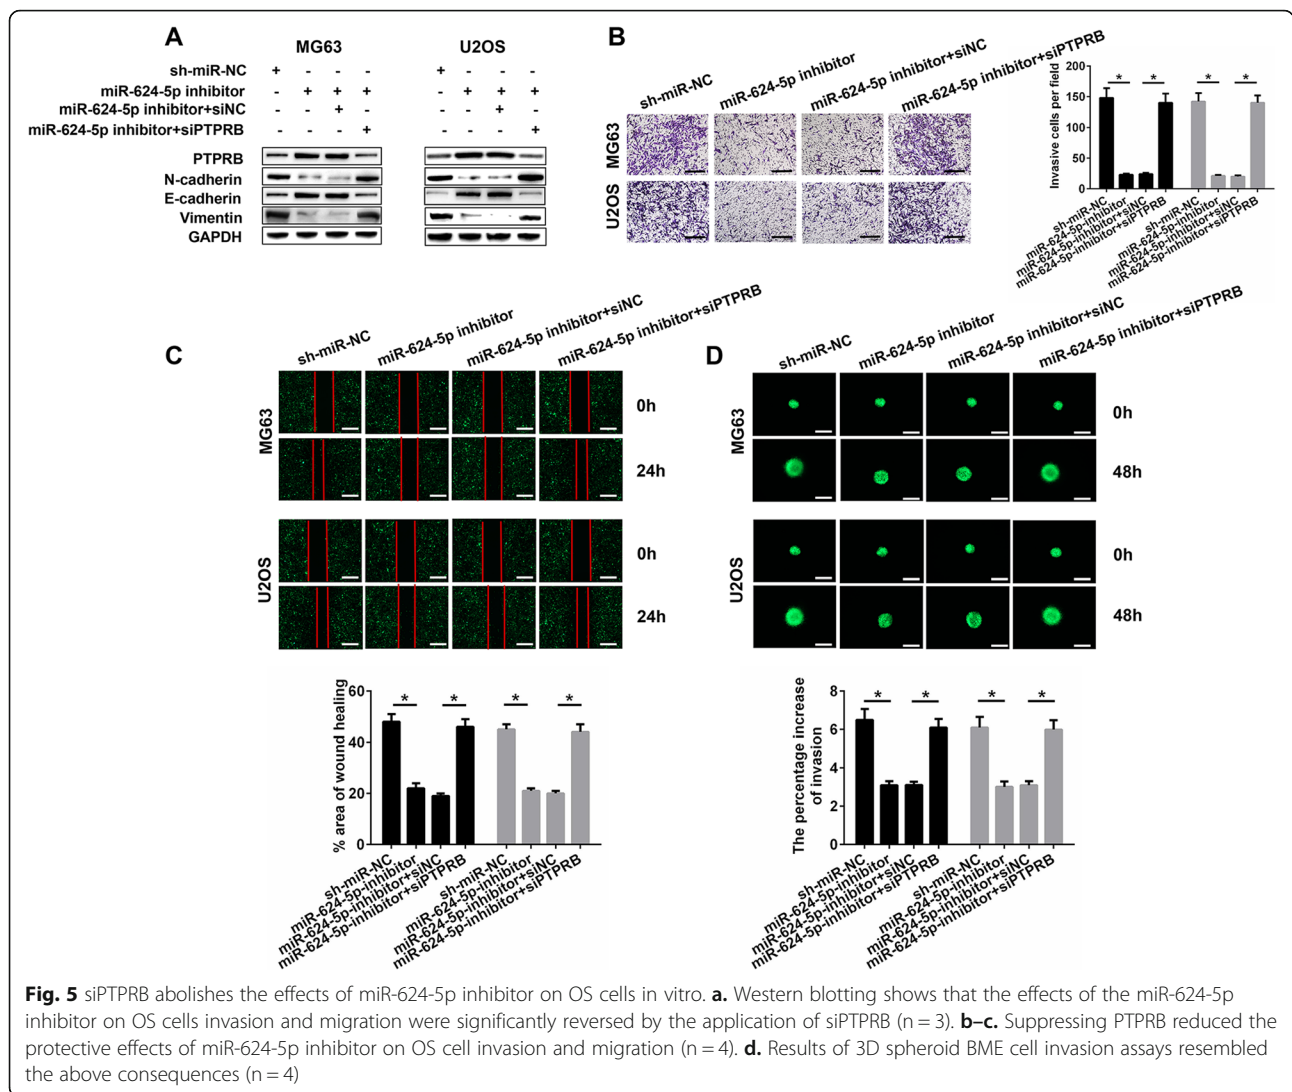 A
MG63
U2OS
sh-miR-NC + - - - + - - -
miR-624-5p inhibitor - + + + - + + +
miR-624-5p inhibitor+siNC - - + - - - + -
miR-624-5p inhibitor+siPTPRB - - - + - - - +
PTPRB
N-cadherin
E-cadherin
Vimentin
GAPDH
B
sh-miR-NC
miR-624-5p inhibitor
miR-624-5p inhibitor+siNC
miR-624-5p inhibitor+siPTPRB
MG63
U2OS
Invasive cells per field
200
150
100
50
0
* * * *
sh-miR-NC
miR-624-5p-inhibitor
miR-624-5p-inhibitor+siNC
miR-624-5p-inhibitor+siPTPRB
sh-miR-NC
miR-624-5p-inhibitor
miR-624-5p-inhibitor+siNC
miR-624-5p-inhibitor+siPTPRB
C
sh-miR-NC
miR-624-5p inhibitor
miR-624-5p inhibitor+siNC
miR-624-5p inhibitor+siPTPRB
MG63
0h
24h
U2OS
0h
24h
% area of wound healing
60
40
20
0
* * * *
sh-miR-NC
miR-624-5p-inhibitor
miR-624-5p-inhibitor+siNC
miR-624-5p-inhibitor+siPTPRB
sh-miR-NC
miR-624-5p-inhibitor
miR-624-5p-inhibitor+siNC
miR-624-5p-inhibitor+siPTPRB
D
sh-miR-NC
miR-624-5p inhibitor
miR-624-5p inhibitor+siNC
miR-624-5p inhibitor+siPTPRB
MG63
0h
48h
U2OS
0h
48h
The percentage increase
of invasion
8
6
4
2
0
* * * *
sh-miR-NC
miR-624-5p-inhibitor
miR-624-5p-inhibitor+siNC
miR-624-5p-inhibitor+siPTPRB
sh-miR-NC
miR-624-5p-inhibitor
miR-624-5p-inhibitor+siNC
miR-624-5p-inhibitor+siPTPRB
Fig. 5 siPTPRB abolishes the effects of miR-624-5p inhibitor on OS cells in vitro. a. Western blotting shows that the effects of the miR-624-5p
inhibitor on OS cells invasion and migration were significantly reversed by the application of siPTPRB (n = 3). b–c. Suppressing PTPRB reduced the
protective effects of miR-624-5p inhibitor on OS cell invasion and migration (n = 4). d. Results of 3D spheroid BME cell invasion assays resembled
the above consequences (n = 4)